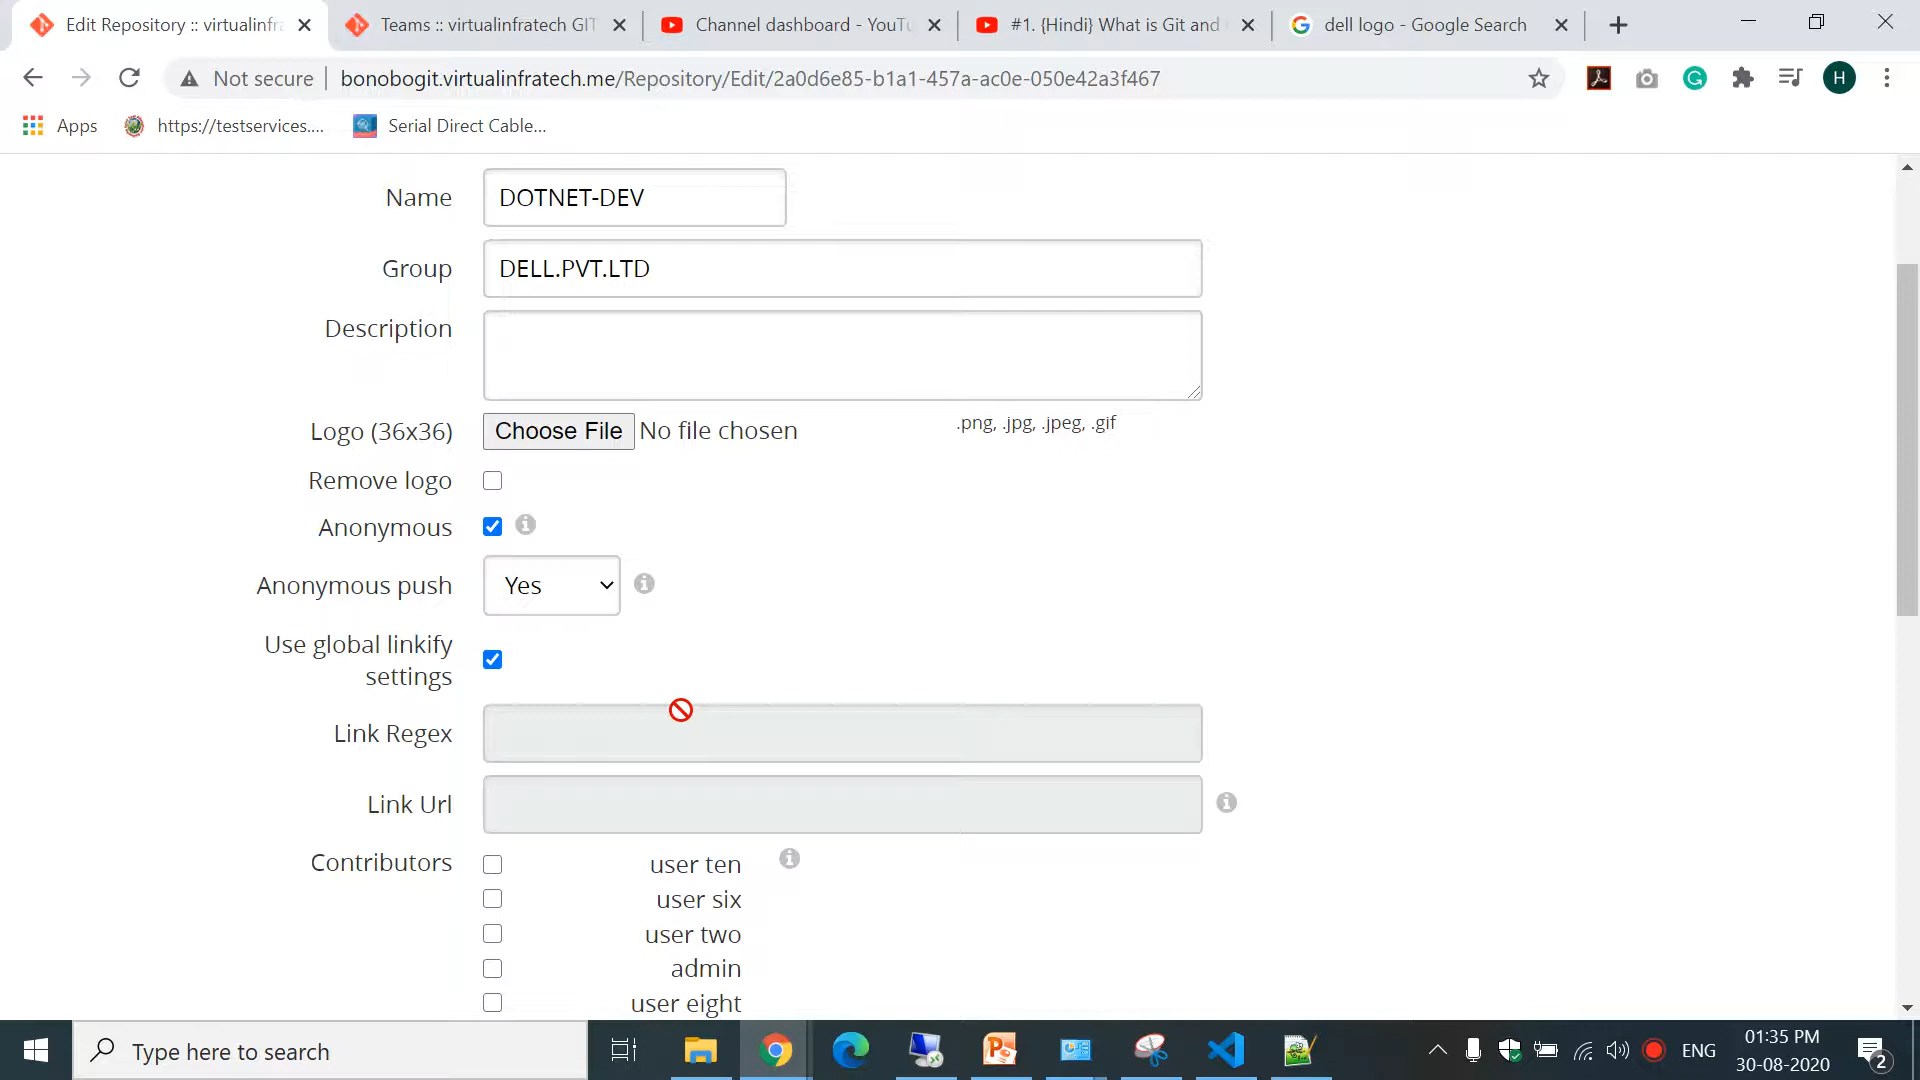 Edit Repository :: virtualinfra
Teams :: virtualinfratech GIT
Channel dashboard - YouTu
#1. {Hindi} What is Git and
dell logo - Google Search
Not secure
bonobogit.virtualinfratech.me/Repository/Edit/2a0d6e85-b1a1-457a-ac0e-050e42a3f467
H
Apps
https://testservices....
Serial Direct Cable...
Name
DOTNET-DEV
Group
DELL.PVT.LTD
Description
Logo (36x36)
Choose File No file chosen
.png, .jpg, .jpeg, .gif
Remove logo
Anonymous
Anonymous push
Yes
Use global linkify
settings
Link Regex
Link Url
Contributors
user ten
user six
user two
admin
user eight
Type here to search
ENG
01:35 PM
30-08-2020
2